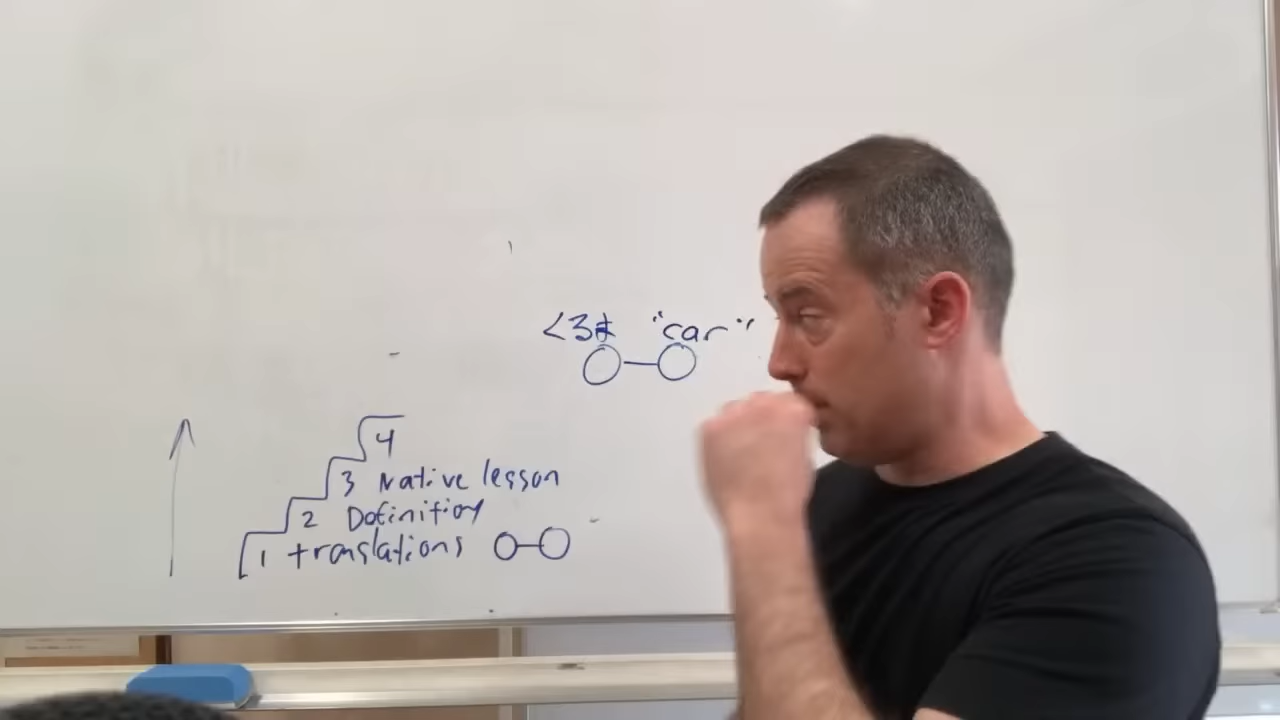 くるま "car"
4
3 Native lesson
2 Definition
1 translations